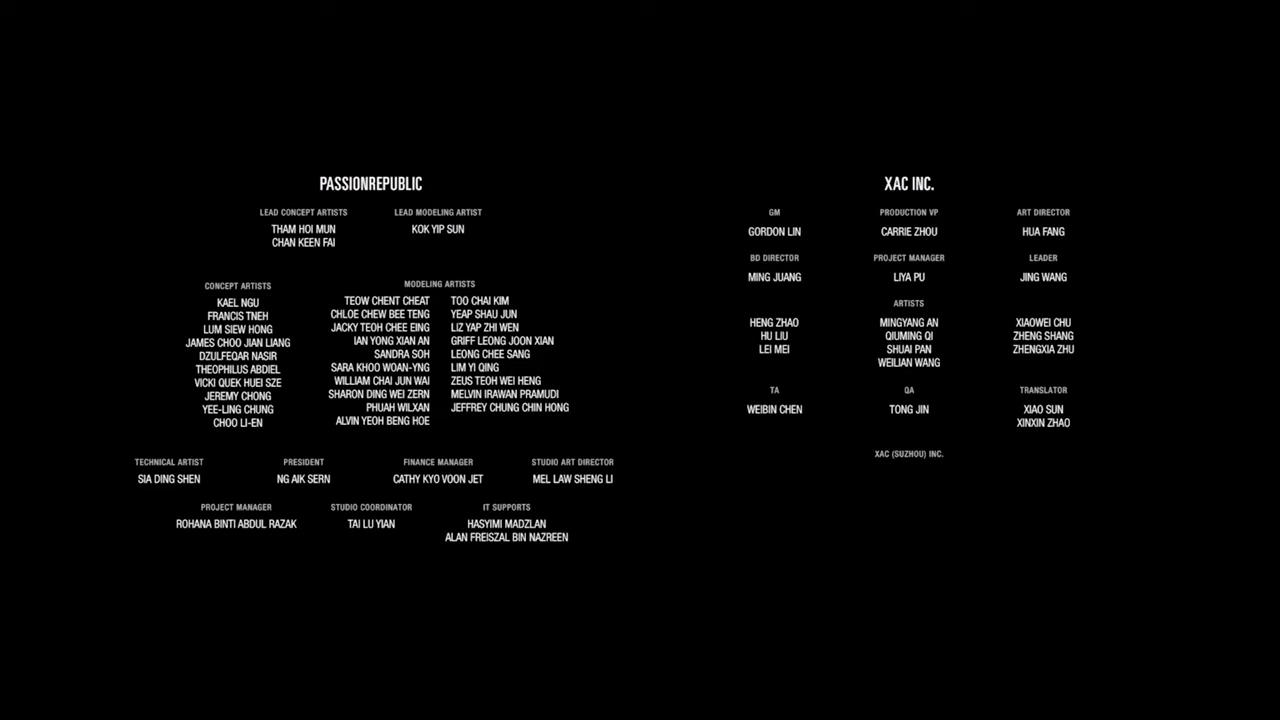 PASSIONREPUBLIC
LEAD CONCEPT ARTISTS
THAM HOI MUN
CHAN KEEN FAI
LEAD MODELING ARTIST
KOK YIP SUN
CONCEPT ARTISTS
KAEL NGU
FRANCIS TNEH
LUM SIEW HONG
JAMES CHOO JIAN LIANG
DZULFEQAR NASIR
THEOPHILUS ABDIEL
VICKI QUEK HUEI SZE
JEREMY CHONG
YEE-LING CHUNG
CHOO LI-EN
MODELING ARTISTS
TEOW CHENT CHEAT
CHLOE CHEW BEE TENG
JACKY TEOH CHEE EING
IAN YONG XIAN AN
SANDRA SOH
SARA KHOO WOAN-YNG
WILLIAM CHAI JUN WAI
SHARON DING WEI ZERN
PHUAH WILXAN
ALVIN YEOH BENG HOE
TOO CHAI KIM
YEAP SHAU JUN
LIZ YAP ZHI WEN
GRIFF LEONG JOON XIAN
LEONG CHEE SANG
LIM YI QING
ZEUS TEOH WEI HENG
MELVIN IRAWAN PRAMUDI
JEFFREY CHUNG CHIN HONG
TECHNICAL ARTIST
SIA DING SHEN
PRESIDENT
NG AIK SERN
FINANCE MANAGER
CATHY KYO VOON JET
STUDIO ART DIRECTOR
MEL LAW SHENG LI
PROJECT MANAGER
ROHANA BINTI ABDUL RAZAK
STUDIO COORDINATOR
TAI LU YIAN
IT SUPPORTS
HASYIMI MADZLAN
ALAN FREISZAL BIN NAZREEN
XAC INC.
GM
GORDON LIN
PRODUCTION VP
CARRIE ZHOU
ART DIRECTOR
HUA FANG
BD DIRECTOR
MING JUANG
PROJECT MANAGER
LIYA PU
LEADER
JING WANG
ARTISTS
HENG ZHAO
HU LIU
LEI MEI
MINGYANG AN
QIUMING QI
SHUAI PAN
WEILIAN WANG
XIAOWEI CHU
ZHENG SHANG
ZHENGXIA ZHU
TA
WEIBIN CHEN
QA
TONG JIN
TRANSLATOR
XIAO SUN
XINXIN ZHAO
XAC (SUZHOU) INC.